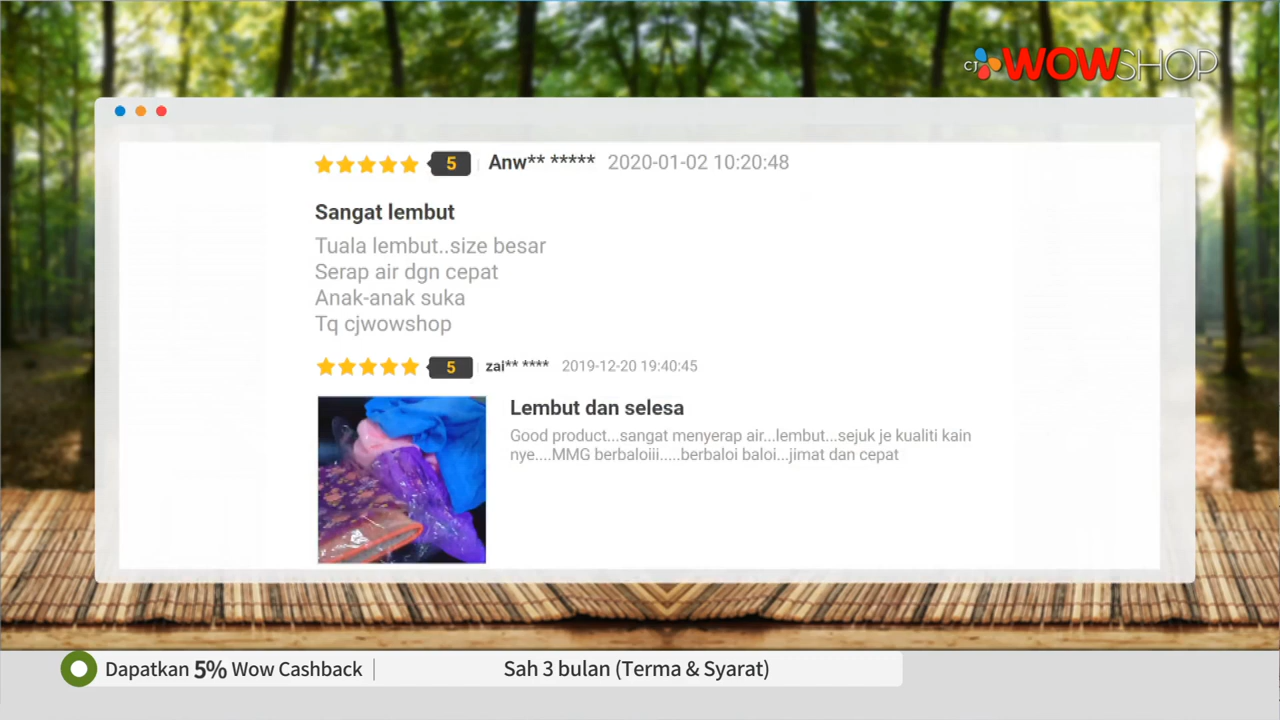 CJ WOWSHOP
5 Anw** ***** 2020-01-02 10:20:48
Sangat lembut
Tuala lembut..size besar
Serap air dgn cepat
Anak-anak suka
Tq cjwowshop
5 zai** **** 2019-12-20 19:40:45
Lembut dan selesa
Good product...sangat menyerap air...lembut...sejuk je kualiti kain
nye....MMG berbaloiii.....berbaloi baloi...jimat dan cepat
Dapatkan 5% Wow Cashback | Sah 3 bulan (Terma & Syarat)